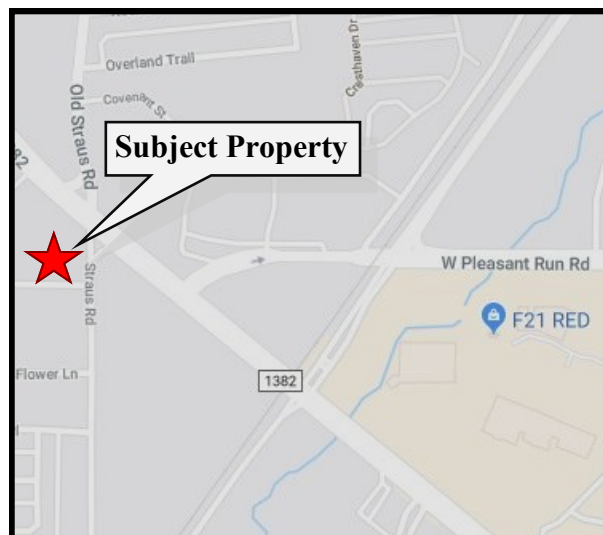 Overland Trail
Cresthaven Dr
Covenant St
Old Straus Rd
Subject Property
W Pleasant Run Rd
Straus Rd
F21 RED
Flower Ln
1382